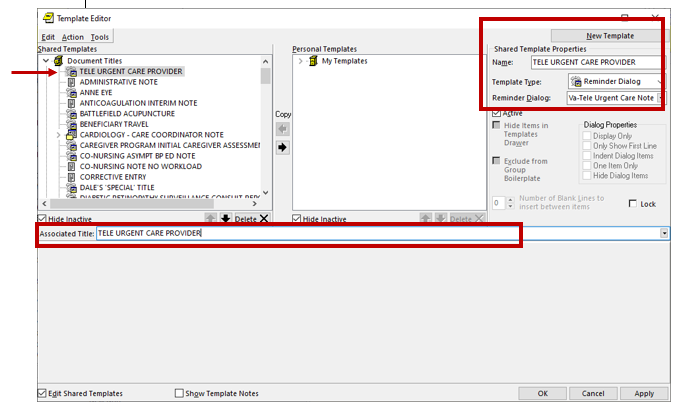 Template Editor
Edit Action Tools
New Template
Shared Templates
Personal Templates
Shared Template Properties
Document Titles
TELE URGENT CARE PROVIDER
ADMINISTRATIVE NOTE
ANNE EYE
ANTICOAGULATION INTERIM NOTE
BATTLEFIELD ACUPUNCTURE
BENEFICIARY TRAVEL
CARDIOLOGY - CARE COORDINATOR NOTE
CAREGIVER PROGRAM INITIAL CAREGIVER ASSESSMEN
CO-NURSING ASYMPT BP ED NOTE
CO-NURSING NOTE NO WORKLOAD
CORRECTIVE ENTRY
DALE'S 'SPECIAL' TITLE
DIABETIC RETINOPATHY SURVEILLANCE CONSULT REPO
Copy
My Templates
Name: TELE URGENT CARE PROVIDER
Template Type: Reminder Dialog
Reminder Dialog: Va-Tele Urgent Care Note
Active
Hide Items in
Templates
Drawer
Exclude from
Group
Boilerplate
Dialog Properties
Display Only
Only Show First Line
Indent Dialog Items
One Item Only
Hide Dialog Items
0 Number of Blank Lines to
insert between items
Lock
Hide Inactive Delete
Hide Inactive Delete
Associated Title: TELE URGENT CARE PROVIDER
Edit Shared Templates
Show Template Notes
OK Cancel Apply